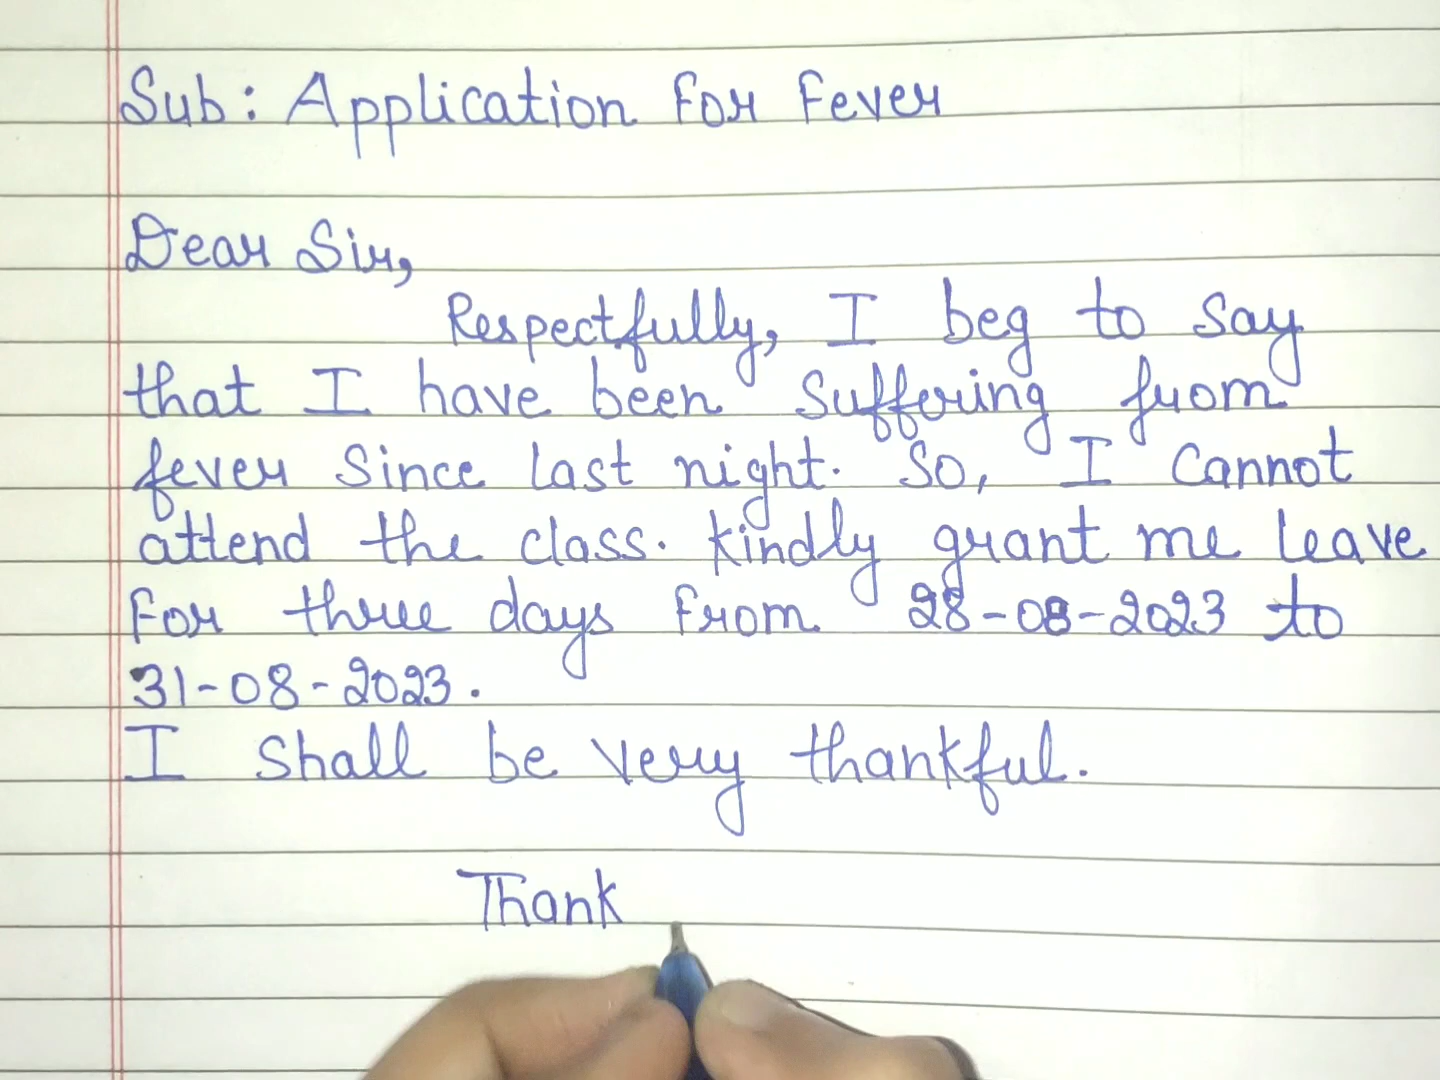 Sub: Application For Fever
Dear Sir,
Respectfully, I beg to say
that I have been suffering from
fever since last night. So, I cannot
attend the class. Kindly grant me leave
For three days From 28-08-2023 to
31-08-2023.
I shall be very thankful.
Thank